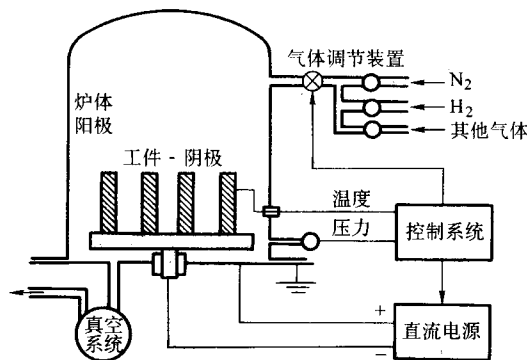 气体调节装置
N₂
H₂
其他气体
炉体
阳极
工件-阴极
温度
压力
控制系统
真空
系统
+
直流电源
−